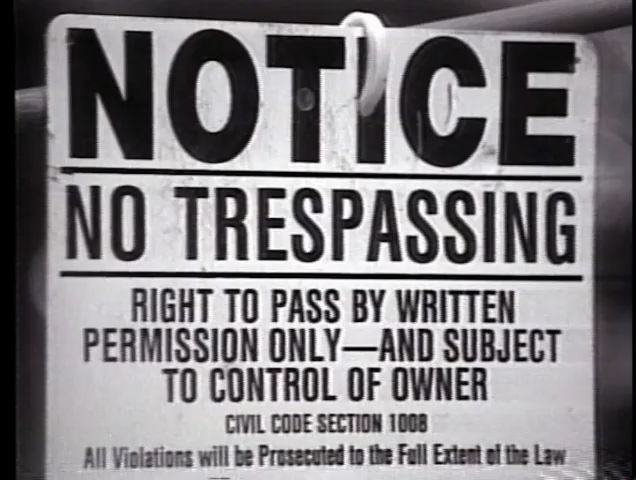 NOTICE
NO TRESPASSING
RIGHT TO PASS BY WRITTEN
PERMISSION ONLY—AND SUBJECT
TO CONTROL OF OWNER
CIVIL CODE SECTION 1008
All Violations will be Prosecuted to the Full Extent of the Law